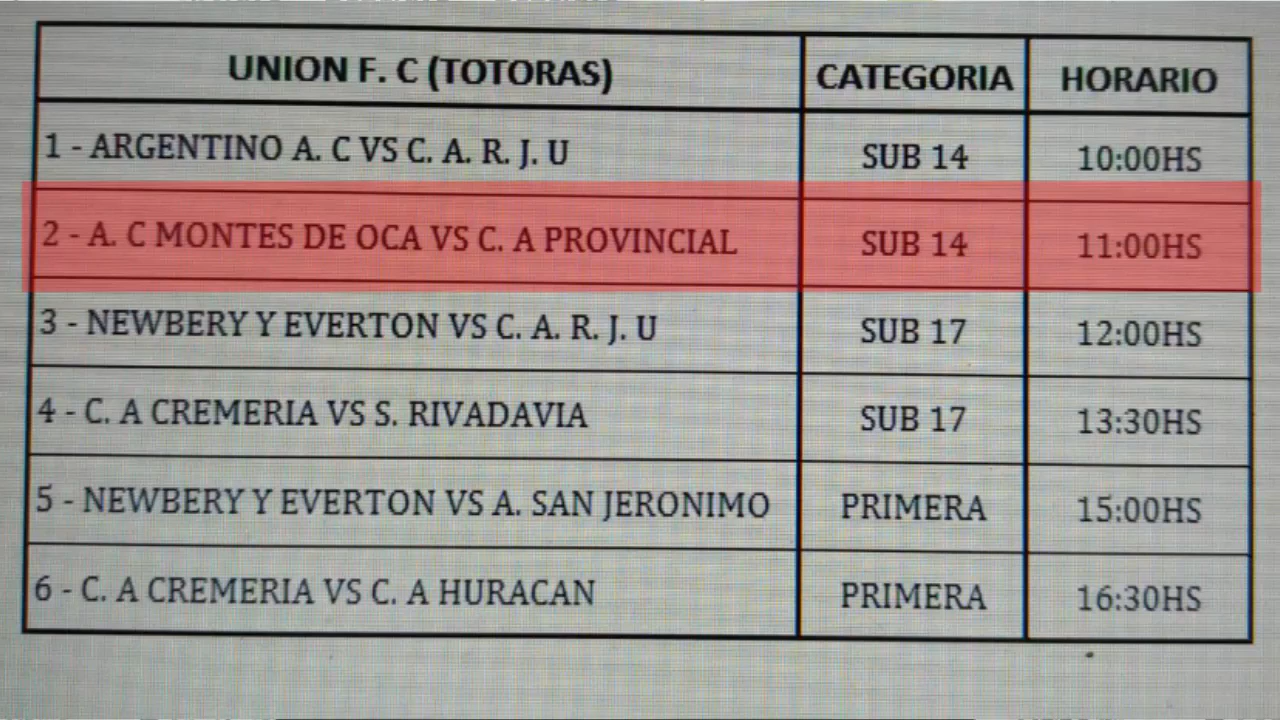 UNION F. C (TOTORAS) CATEGORIA HORARIO
1 - ARGENTINO A. C VS C. A. R. J. U SUB 14 10:00HS
2 - A. C MONTES DE OCA VS C. A PROVINCIAL SUB 14 11:00HS
3 - NEWBERY Y EVERTON VS C. A. R. J. U SUB 17 12:00HS
4 - C. A CREMERIA VS S. RIVADAVIA SUB 17 13:30HS
5 - NEWBERY Y EVERTON VS A. SAN JERONIMO PRIMERA 15:00HS
6 - C. A CREMERIA VS C. A HURACAN PRIMERA 16:30HS